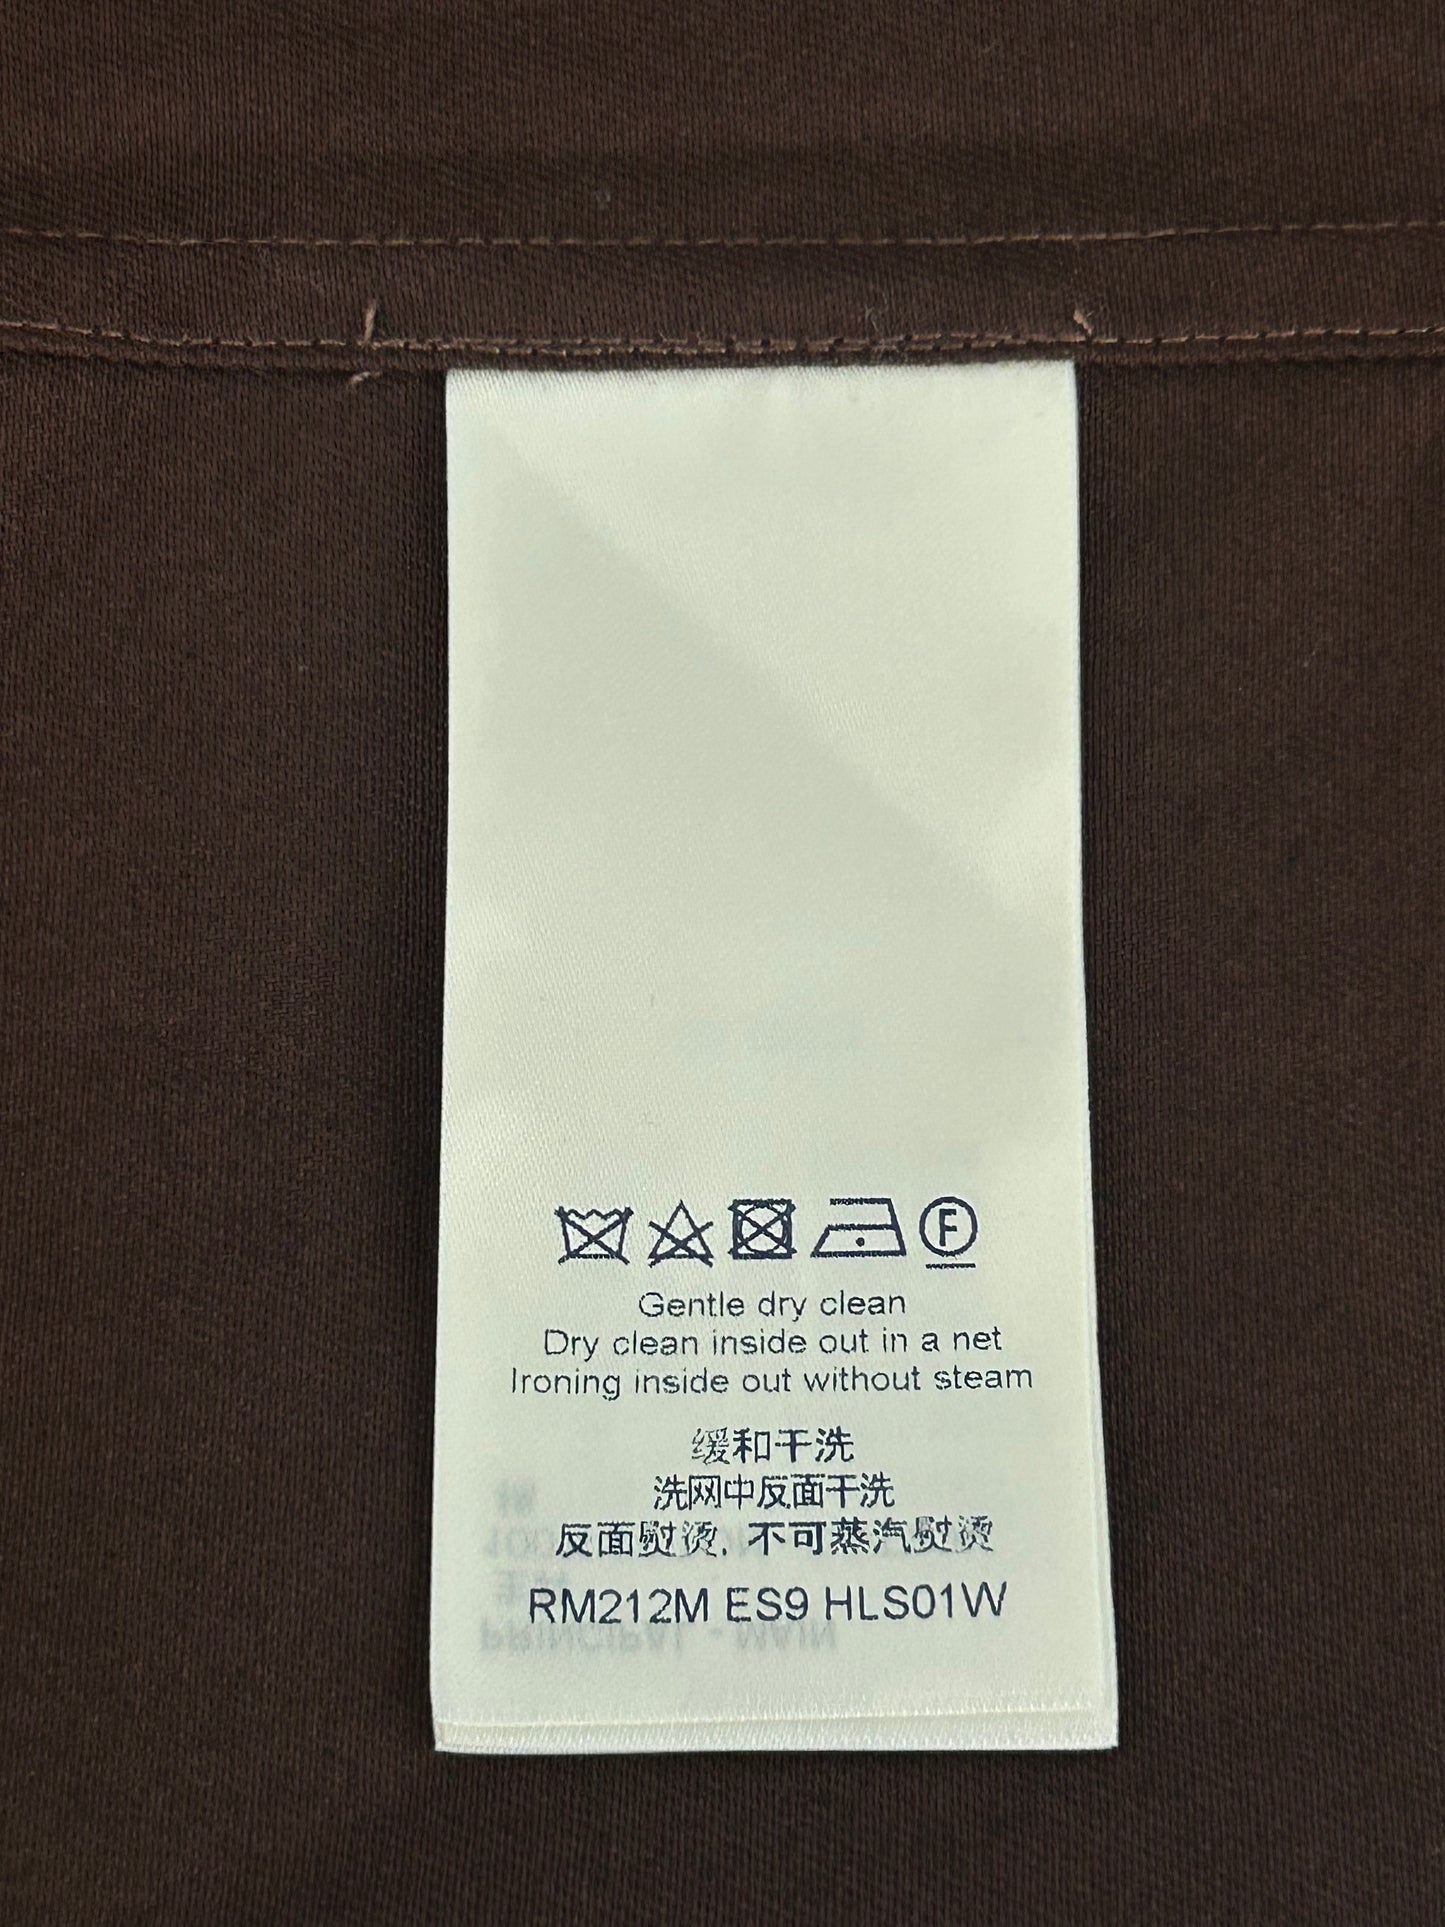 F
Gentle dry clean
Dry clean inside out in a net
Ironing inside out without steam
缓和干洗
洗网中反面干洗
反面熨烫，不可蒸汽熨烫
RM212M ES9 HLS01W
PRINCIPAL - MAIN